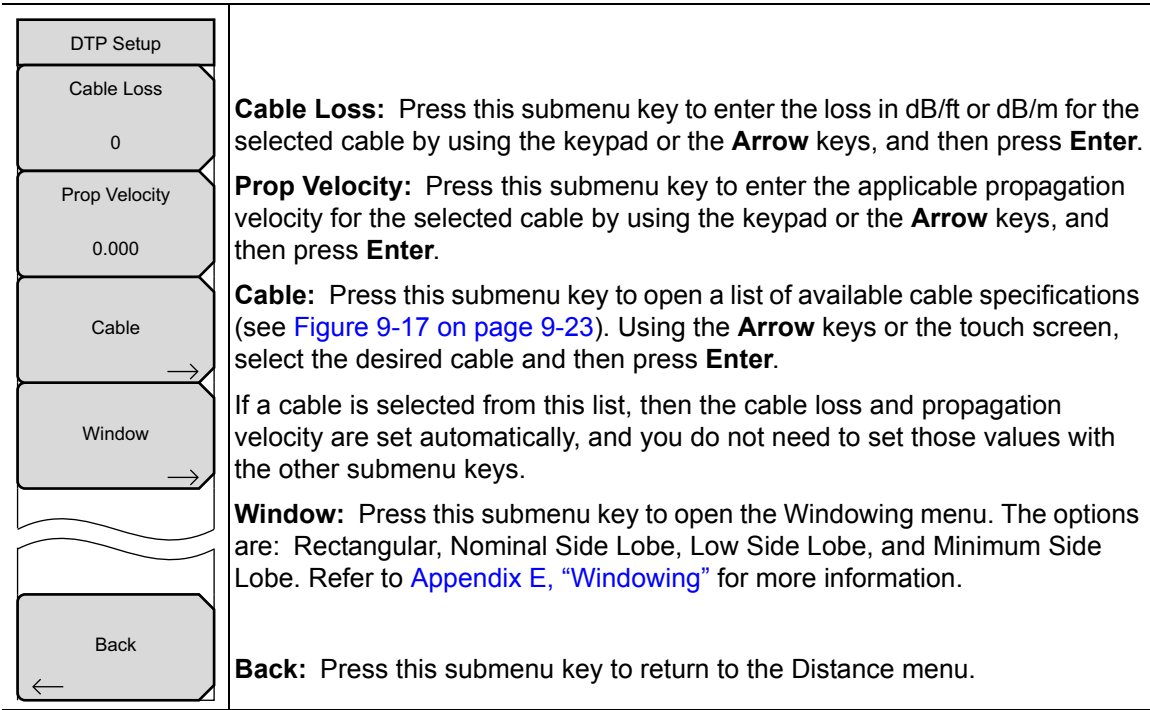 DTP Setup
Cable Loss
0
Prop Velocity
0.000
Cable
Window
Back
Cable Loss: Press this submenu key to enter the loss in dB/ft or dB/m for the
selected cable by using the keypad or the Arrow keys, and then press Enter.
Prop Velocity: Press this submenu key to enter the applicable propagation
velocity for the selected cable by using the keypad or the Arrow keys, and
then press Enter.
Cable: Press this submenu key to open a list of available cable specifications
(see Figure 9-17 on page 9-23). Using the Arrow keys or the touch screen,
select the desired cable and then press Enter.
If a cable is selected from this list, then the cable loss and propagation
velocity are set automatically, and you do not need to set those values with
the other submenu keys.
Window: Press this submenu key to open the Windowing menu. The options
are: Rectangular, Nominal Side Lobe, Low Side Lobe, and Minimum Side
Lobe. Refer to Appendix E, “Windowing” for more information.
Back: Press this submenu key to return to the Distance menu.